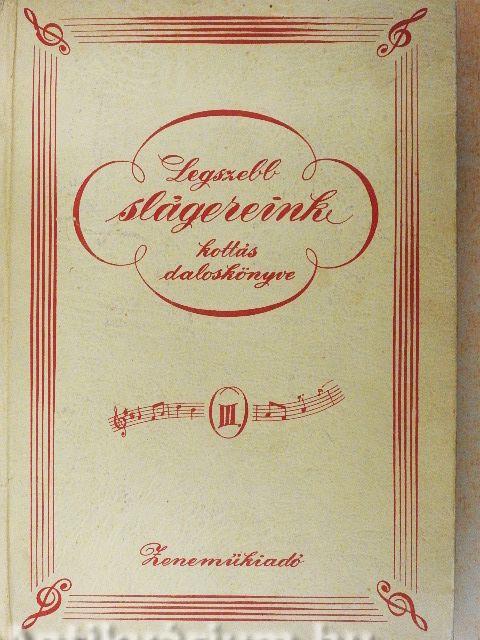 Legszebb
slágereink
kottás
daloskönyve
III.
Zeneműkiadó